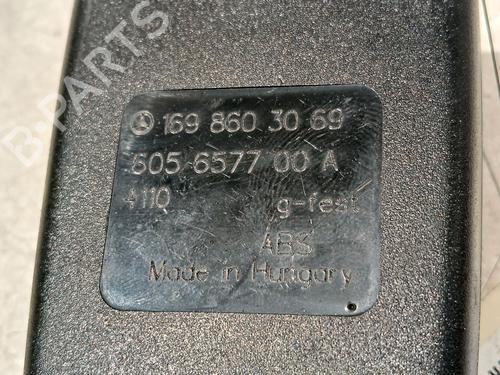 B-PARTS
169 860 30 69
605 6577 00 A
4110 g-fest
ABS
Made in Hungary